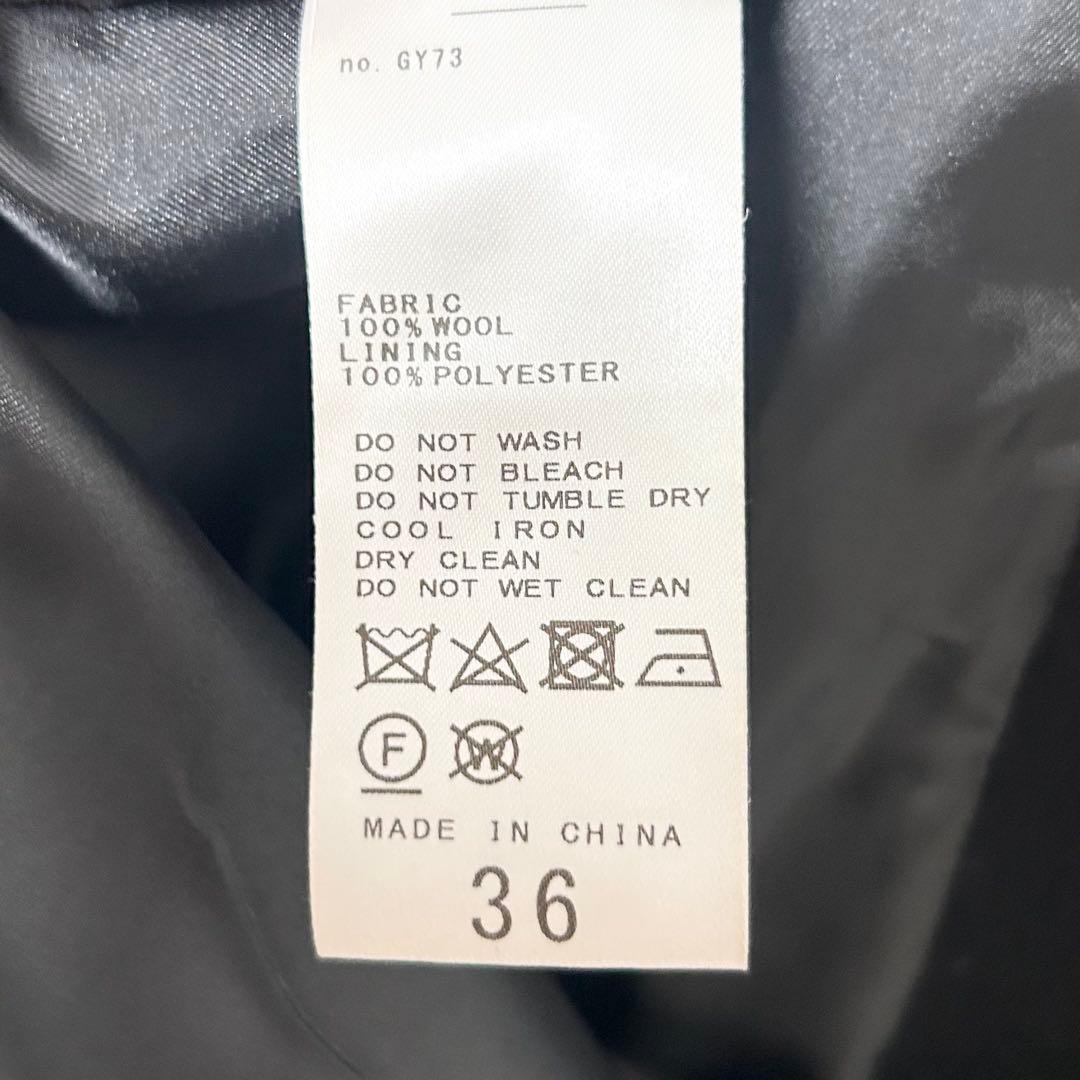 no. GY73
FABRIC
100% WOOL
LINING
100% POLYESTER
DO NOT WASH
DO NOT BLEACH
DO NOT TUMBLE DRY
COOL IRON
DRY CLEAN
DO NOT WET CLEAN
F W
MADE IN CHINA
36